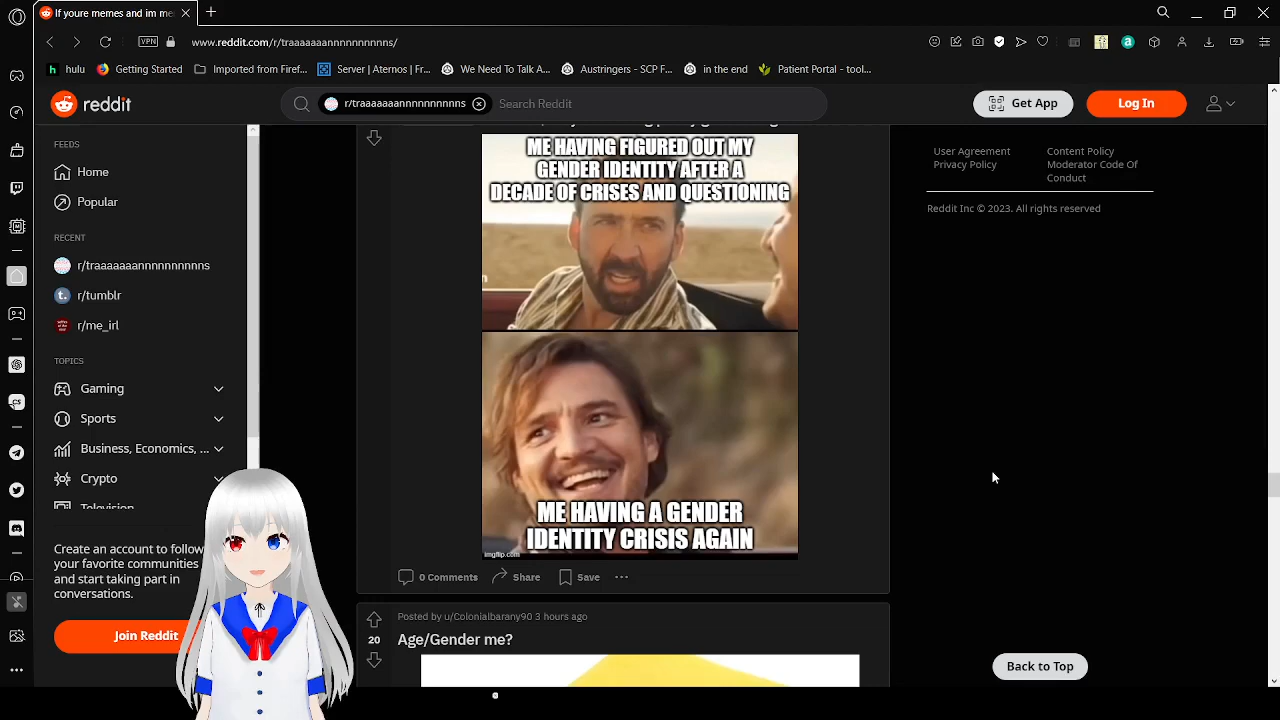 If youre memes and im me
www.reddit.com/r/traaaaaaannnnnnnnnns/
VPN
hulu
Getting Started
Imported from Firef...
Server | Aternos | Fr...
We Need To Talk A...
Austringers - SCP F...
in the end
Patient Portal - tool...
reddit
r/traaaaaaannnnnnnnnns
Search Reddit
Get App
Log In
FEEDS
Home
Popular
RECENT
r/traaaaaaannnnnnnnnns
r/tumblr
r/me_irl
TOPICS
Gaming
Sports
Business, Economics, ...
Crypto
Television
Create an account to follow
your favorite communities
and start taking part in
conversations.
Join Reddit
ME HAVING FIGURED OUT MY
GENDER IDENTITY AFTER A
DECADE OF CRISES AND QUESTIONING
ME HAVING A GENDER
IDENTITY CRISIS AGAIN
imgflip.com
0 Comments
Share
Save
Posted by u/Colonialbarany90 3 hours ago
20
Age/Gender me?
User Agreement
Privacy Policy
Content Policy
Moderator Code Of
Conduct
Reddit Inc © 2023. All rights reserved
Back to Top